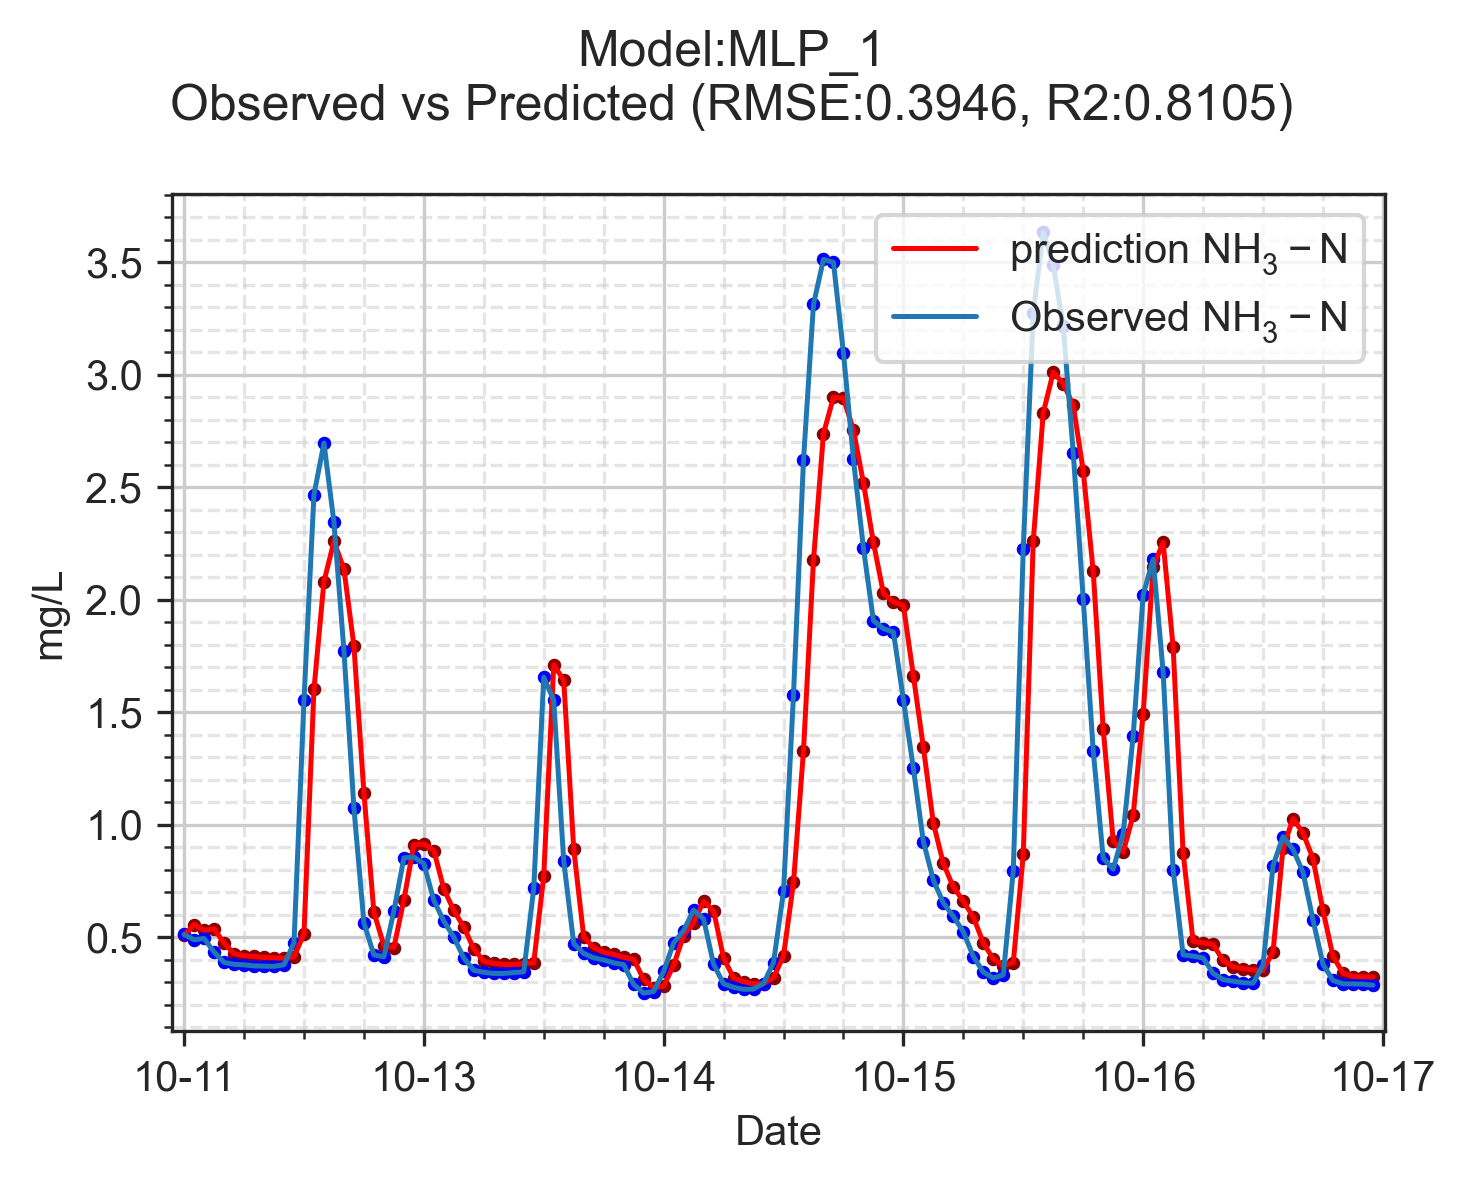 Model:MLP_1
Observed vs Predicted (RMSE:0.3946, R2:0.8105)
prediction NH₃ − N
Observed NH₃ − N
3.5
3.0
2.5
2.0
1.5
1.0
0.5
mg/L
10-11 10-13 10-14 10-15 10-16 10-17
Date